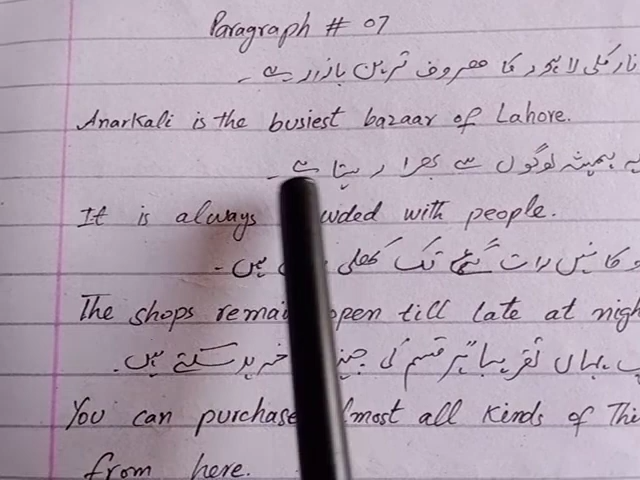 Paragraph # 07
لاہور کا مصروف ترین بازار ہے۔
Anarkali is the busiest bazaar of Lahore.
یہ ہمیشہ لوگوں سے بھرا رہتا ہے۔
It is always with people.
رات گئے تک کھلی ہیں۔
The shops open till late at
یہاں تقریباً ہر قسم کی خرید سکتے ہیں۔
You can purchase all kinds of
from here.